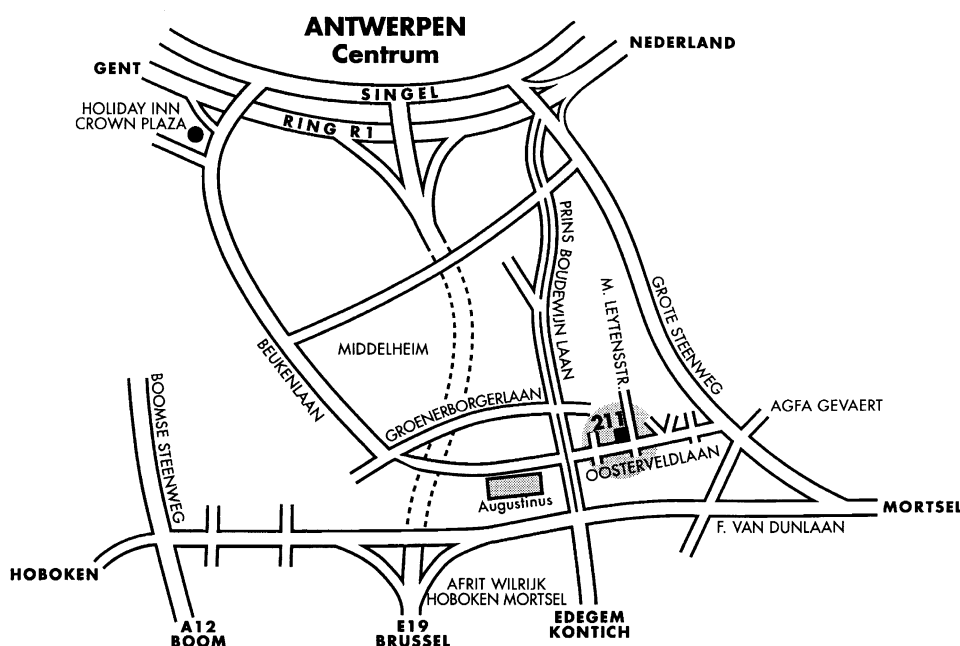 ANTWERPEN
Centrum
NEDERLAND
GENT
SINGEL
HOLIDAY INN
CROWN PLAZA
RING R1
PRINS BOUDEWIJN LAAN
M. LEYTENSSTR.
GROTE STEENWEG
BEUKENLAAN
MIDDELHEIM
BOOMSE STEENWEG
GROENERBORGERLAAN
211
AGFA GEVAERT
OOSTERVELDLAAN
Augustinus
MORTSEL
F. VAN DUNLAAN
HOBOKEN
AFRIT WILRIJK
HOBOKEN MORTSEL
A12
BOOM
E19
BRUSSEL
EDEGEM
KONTICH